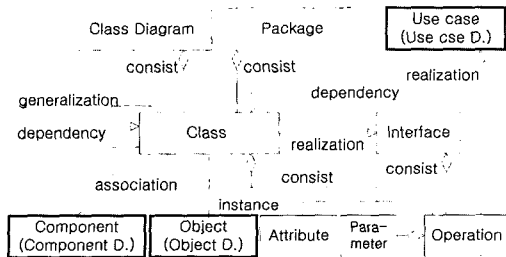 Class Diagram
Package
Use case
(Use cse D.)
consist
consist
realization
generalization
dependency
dependency
Class
realization
Interface
association
consist
consist
instance
Component
(Component D.)
Object
(Object D.)
Attribute
Para-
meter
Operation